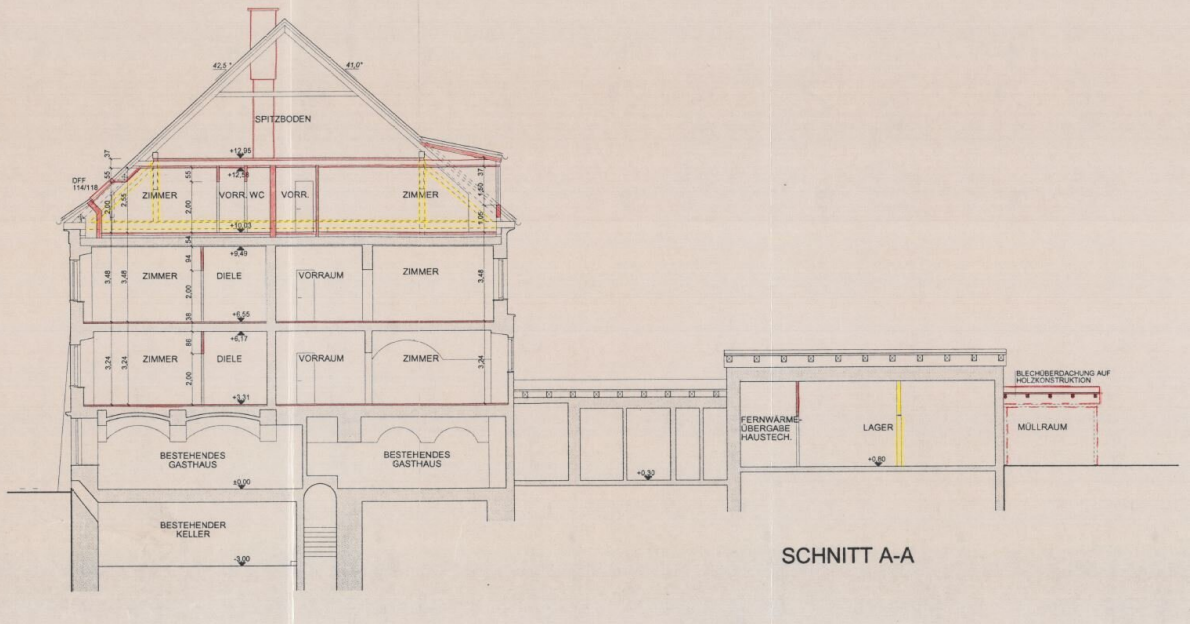 42,5°
41,0°
SPITZBODEN
+12,95
+12,58
37
55
DFF
114/118
2,00
2,55
ZIMMER
55
2,00
VORR. WC
VORR.
ZIMMER
37
1,50
1,05
+10,03
54
+9,49
94
3,48
3,48
ZIMMER
2,00
DIELE
VORRAUM
ZIMMER
3,48
38
+6,55
+6,17
86
3,24
3,24
ZIMMER
2,00
DIELE
VORRAUM
ZIMMER
3,24
+3,31
BLECHÜBERDACHUNG AUF
HOLZKONSTRUKTION
FERNWÄRME-
ÜBERGABE
HAUSTECH.
LAGER
MÜLLRAUM
BESTEHENDES
GASTHAUS
BESTEHENDES
GASTHAUS
+0,80
+0,30
±0,00
BESTEHENDER
KELLER
-3,00
SCHNITT A-A